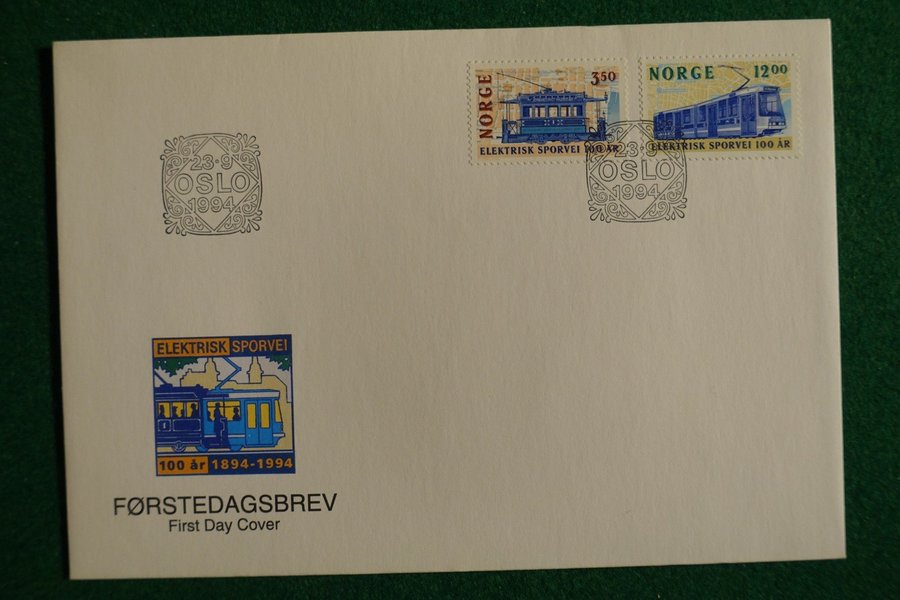 NORGE
3.50
ELEKTRISK SPORVEI 100 ÅR
NORGE 12.00
ELEKTRISK SPORVEI 100 ÅR
23·9
OSLO
1994
23·9
OSLO
1994
ELEKTRISK SPORVEI
100 år 1894-1994
FØRSTEDAGSBREV
First Day Cover